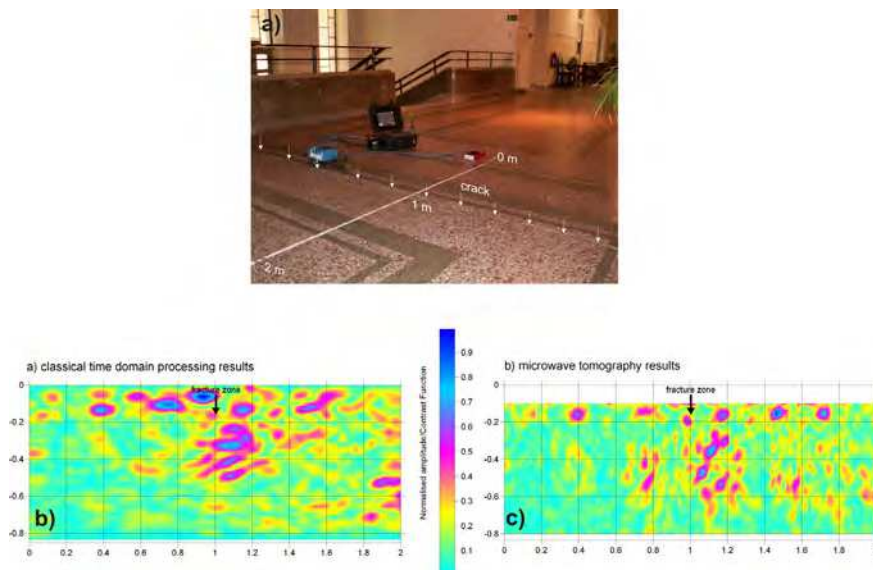 a)
0 m
crack
1 m
2 m
a) classical time domain processing results
fracture zone
0
-0.2
-0.4
-0.6
-0.8
b)
0 0.2 0.4 0.6 0.8 1 1.2 1.4 1.6 1.8 2
Normalised amplitude/Contrast Function
0.9
0.8
0.7
0.6
0.5
0.4
0.3
0.2
0.1
b) microwave tomography results
fracture zone
0
-0.2
-0.4
-0.6
-0.8
c)
0 0.2 0.4 0.6 0.8 1 1.2 1.4 1.6 1.8 2